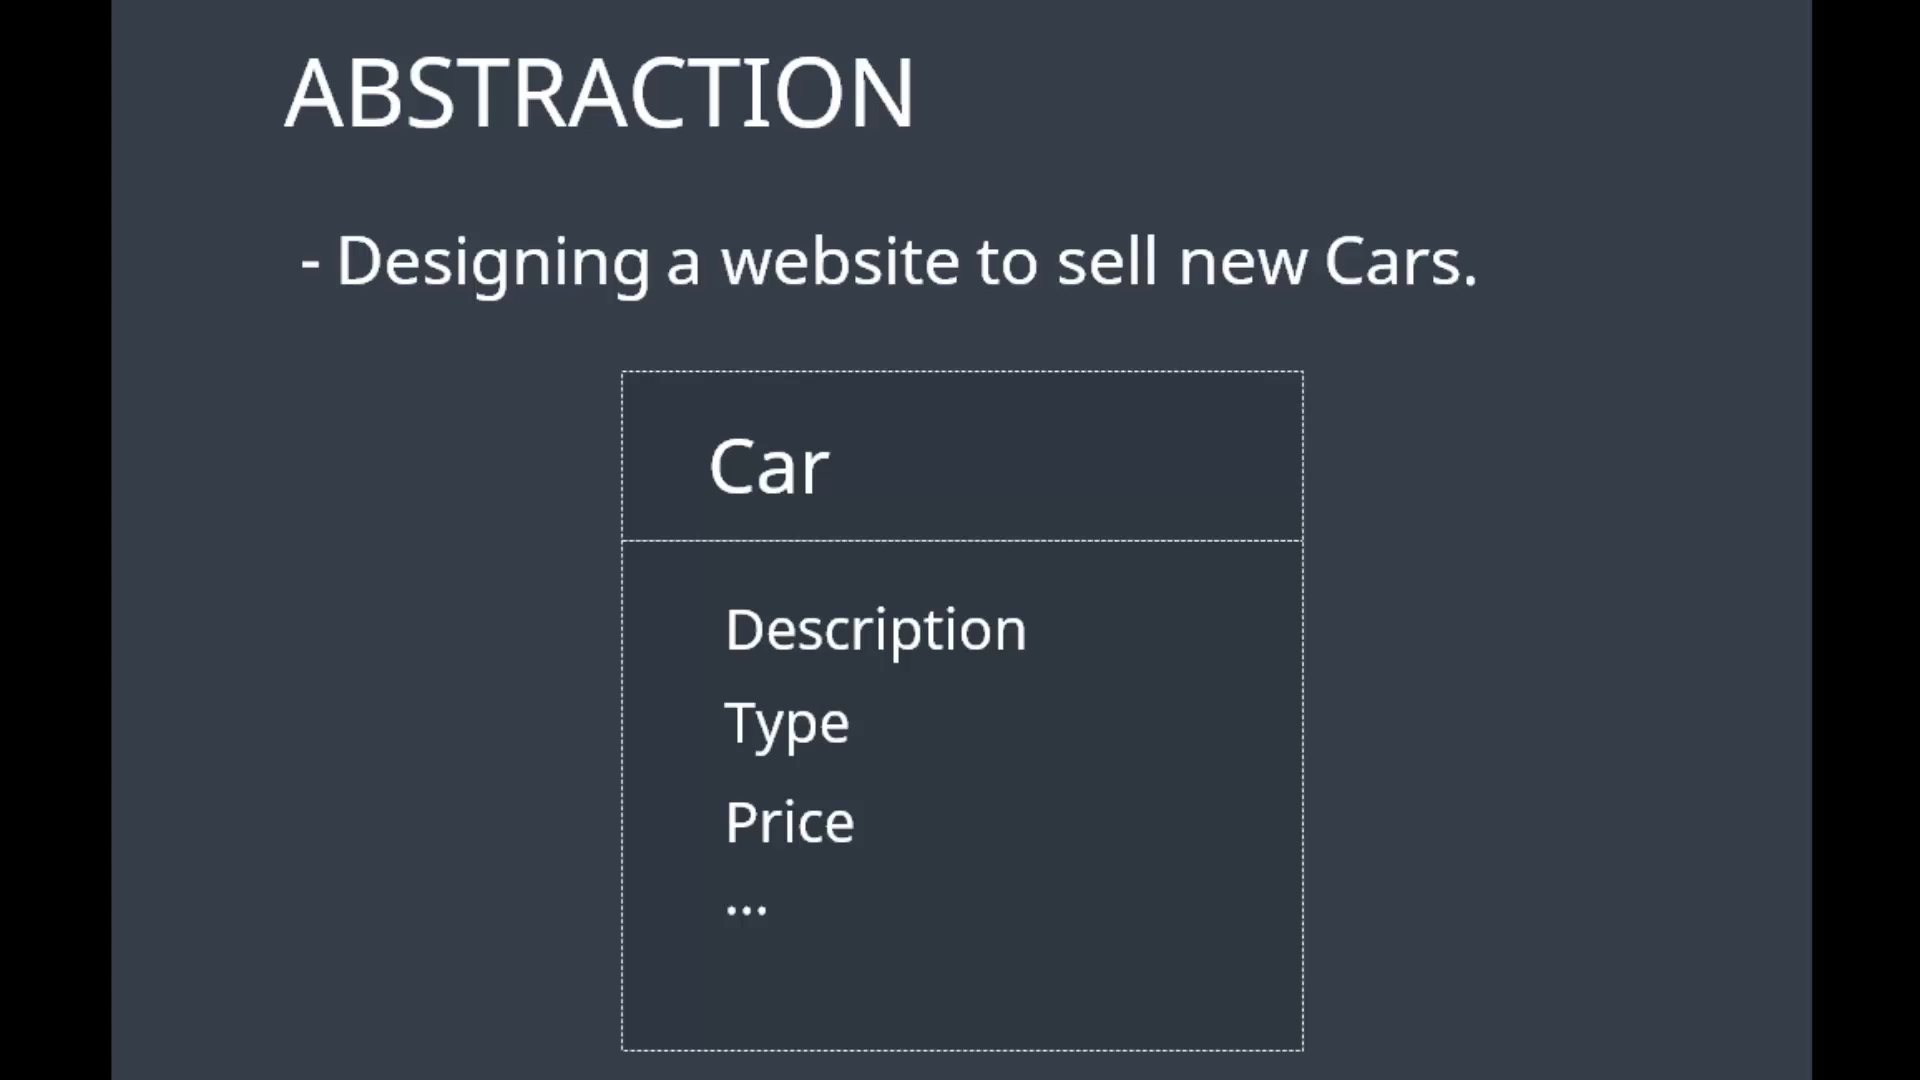 ABSTRACTION
- Designing a website to sell new Cars.
Car
Description
Type
Price
...